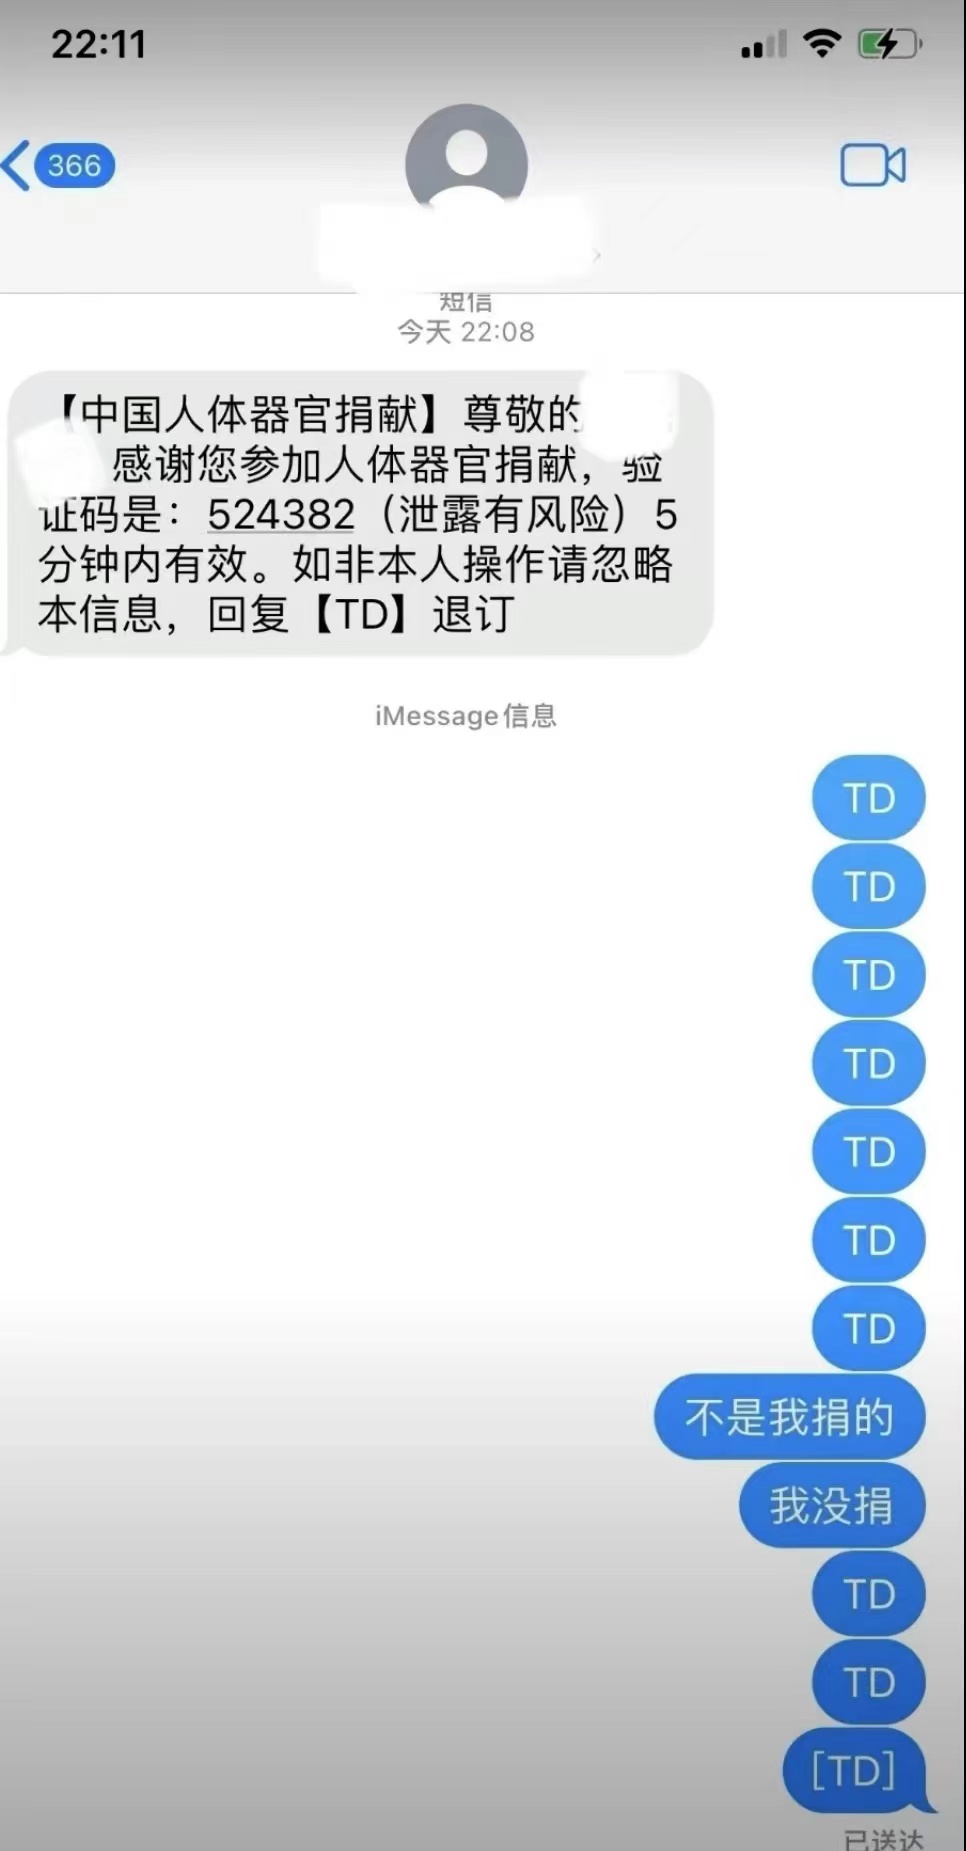 22:11
366
短信
今天 22:08
【中国人体器官捐献】尊敬的
感谢您参加人体器官捐献，验
证码是：524382（泄露有风险）5
分钟内有效。如非本人操作请忽略
本信息，回复【TD】退订
iMessage信息
TD
TD
TD
TD
TD
TD
TD
不是我捐的
我没捐
TD
TD
[TD]
已送达